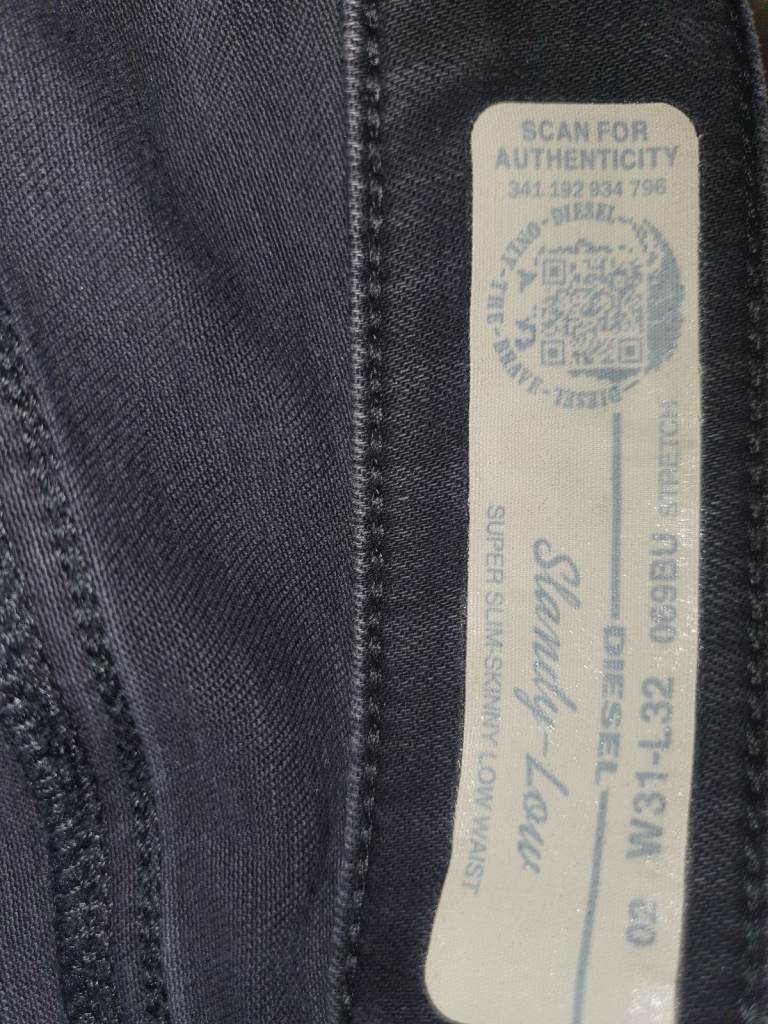 SCAN FOR
AUTHENTICITY
341 192 934 796
DIESEL-ONLY-THE-BRAVE-DIESEL
DIESEL
Slandy-Low
SUPER SLIM-SKINNY LOW WAIST
02 W31-L32 069BU STRETCH